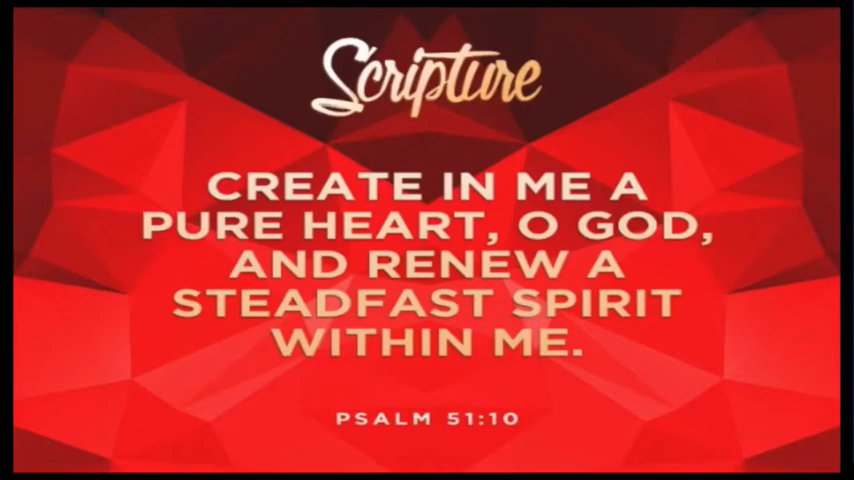 Scripture
CREATE IN ME A
PURE HEART, O GOD,
AND RENEW A
STEADFAST SPIRIT
WITHIN ME.
PSALM 51:10